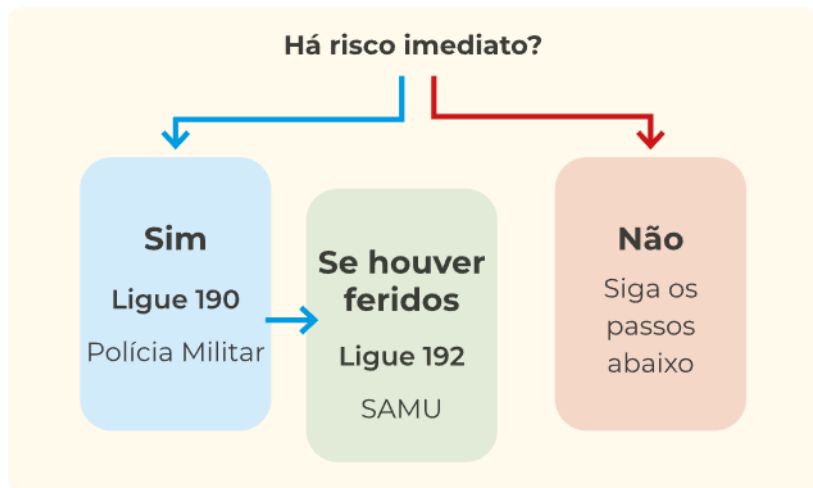 Há risco imediato?
Sim
Ligue 190
Polícia Militar
Se houver
feridos
Ligue 192
SAMU
Não
Siga os
passos
abaixo